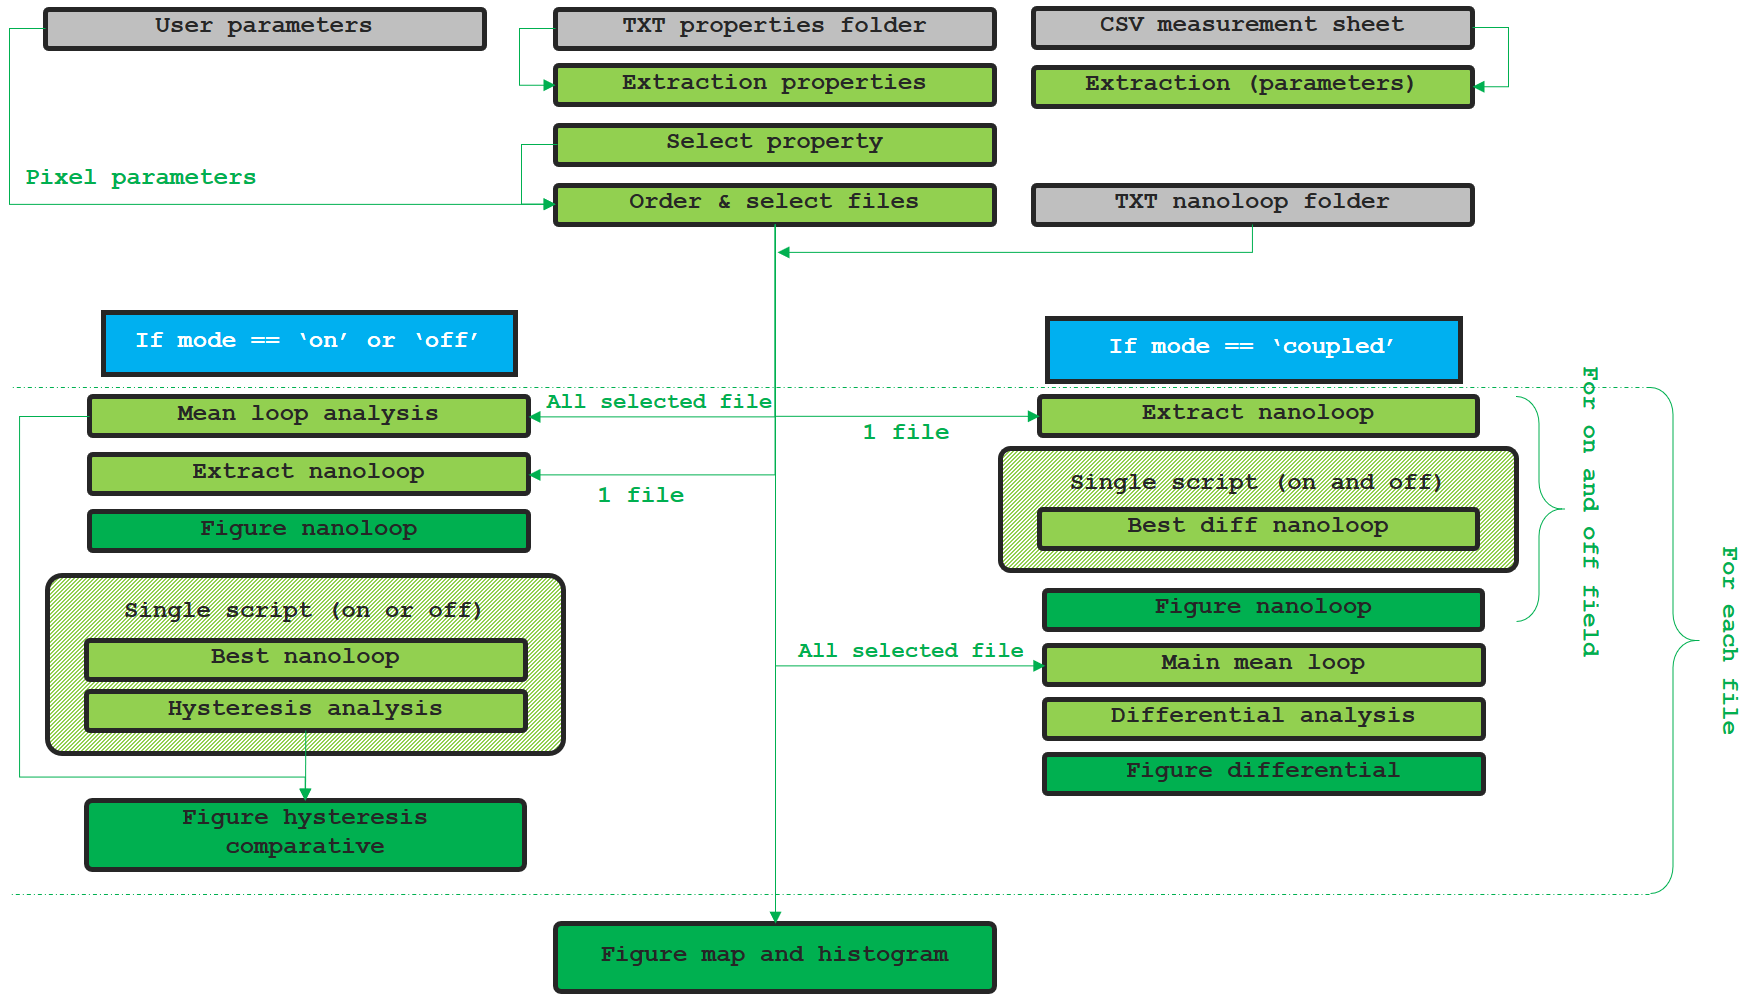 User parameters
TXT properties folder
CSV measurement sheet
Extraction properties
Extraction (parameters)
Select property
Pixel parameters
Order & select files
TXT nanoloop folder
If mode == ‘on’ or ‘off’
If mode == ‘coupled’
Mean loop analysis
All selected file
1 file
Extract nanoloop
Extract nanoloop
1 file
Figure nanoloop
Single script (on and off)
Best diff nanoloop
For on and off field
For each file
Single script (on or off)
Best nanoloop
Hysteresis analysis
Figure nanoloop
All selected file
Main mean loop
Differential analysis
Figure differential
Figure hysteresis
comparative
Figure map and histogram